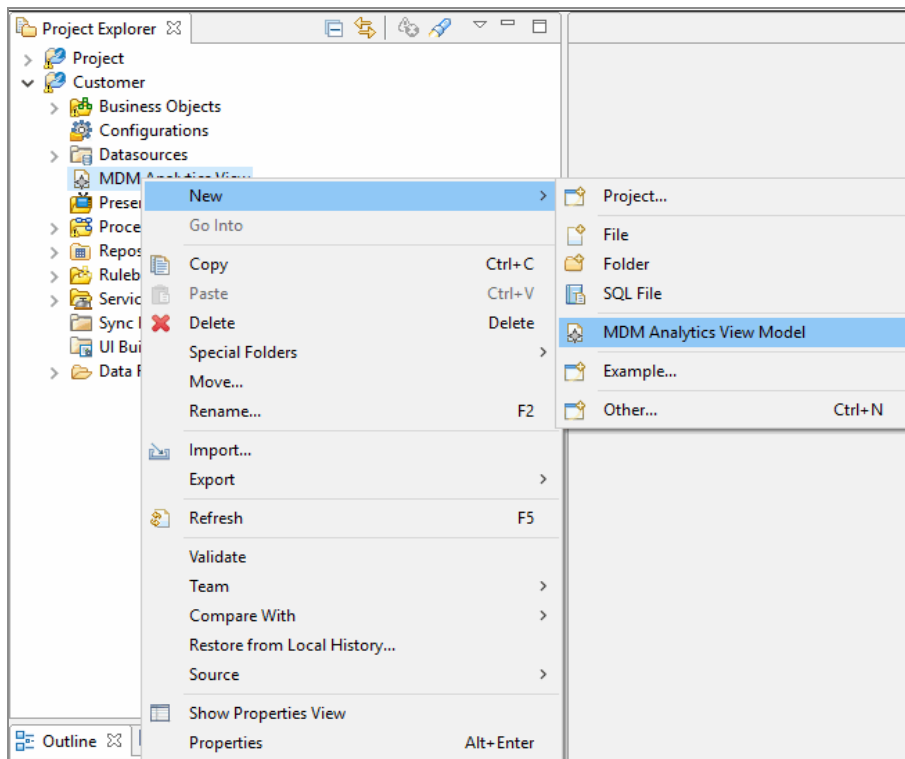 Project Explorer
Project
Customer
Business Objects
Configurations
Datasources
MDM Analytics View
Presen
Proce
Repos
Ruleb
Servic
Sync
UI Bui
Data
New
Go Into
Copy Ctrl+C
Paste Ctrl+V
Delete Delete
Special Folders
Move...
Rename... F2
Import...
Export
Refresh F5
Validate
Team
Compare With
Restore from Local History...
Source
Show Properties View
Properties Alt+Enter
Project...
File
Folder
SQL File
MDM Analytics View Model
Example...
Other... Ctrl+N
Outline